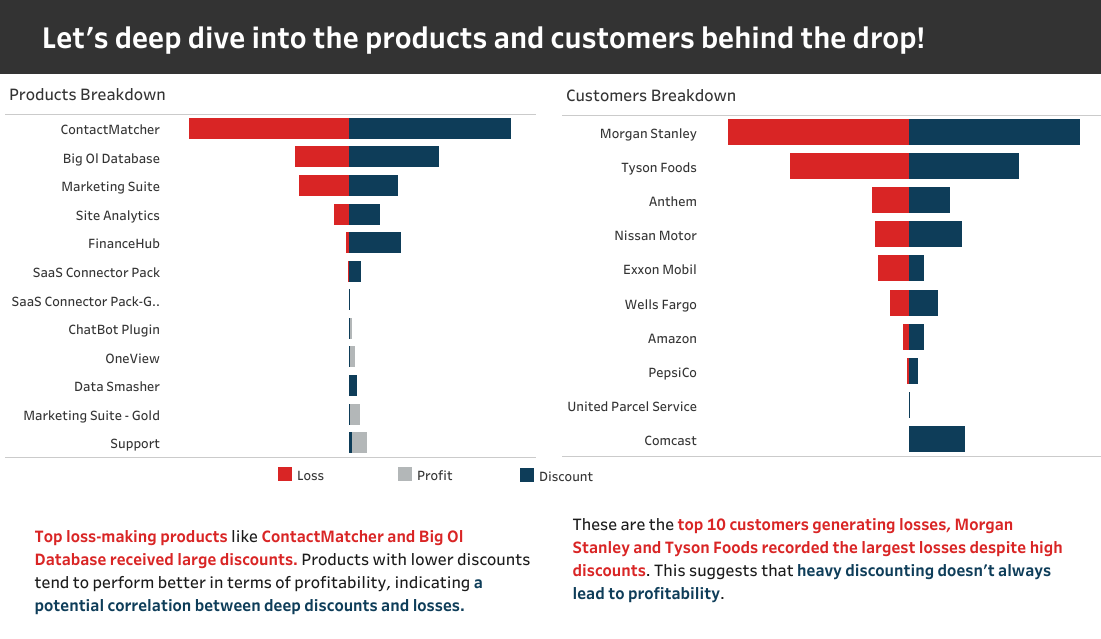 Let's deep dive into the products and customers behind the drop!
Products Breakdown
ContactMatcher
Big Ol Database
Marketing Suite
Site Analytics
FinanceHub
SaaS Connector Pack
SaaS Connector Pack-G..
ChatBot Plugin
OneView
Data Smasher
Marketing Suite - Gold
Support
Customers Breakdown
Morgan Stanley
Tyson Foods
Anthem
Nissan Motor
Exxon Mobil
Wells Fargo
Amazon
PepsiCo
United Parcel Service
Comcast
Loss
Profit
Discount
Top loss-making products like ContactMatcher and Big Ol
Database received large discounts. Products with lower discounts
tend to perform better in terms of profitability, indicating a
potential correlation between deep discounts and losses.
These are the top 10 customers generating losses, Morgan
Stanley and Tyson Foods recorded the largest losses despite high
discounts. This suggests that heavy discounting doesn't always
lead to profitability.